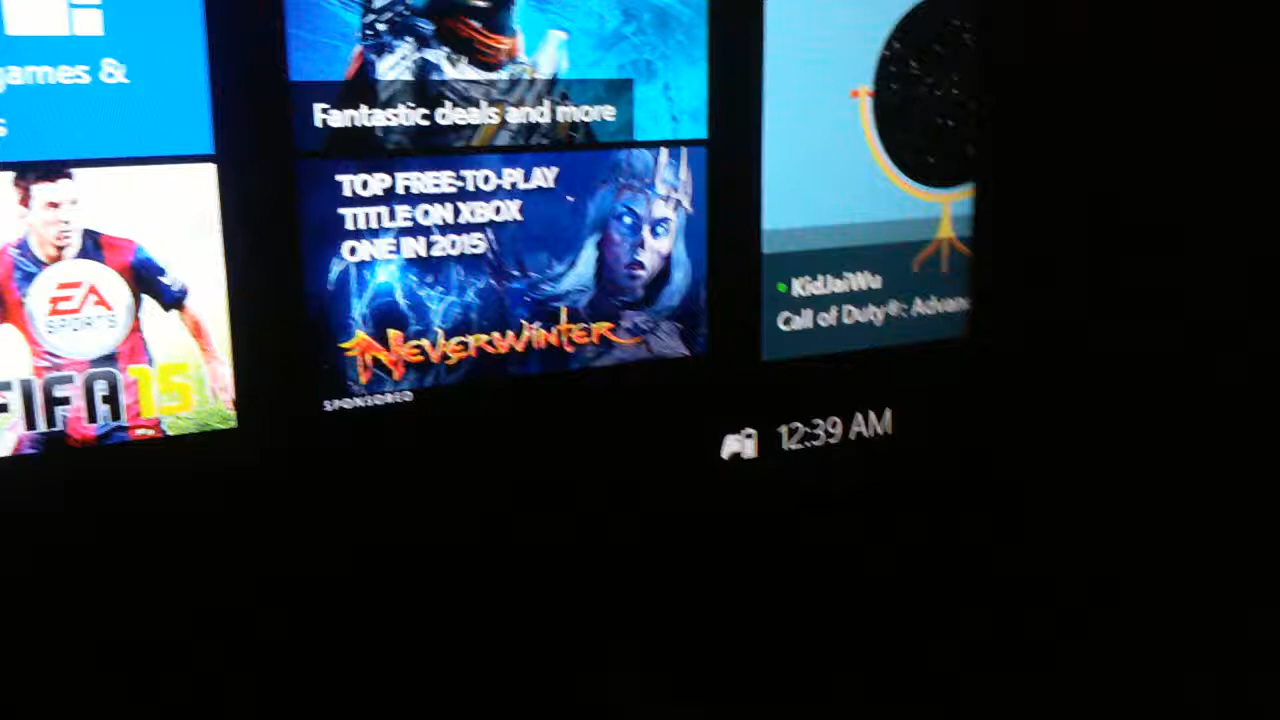 games &
s
Fantastic deals and more
TOP FREE-TO-PLAY
TITLE ON XBOX
ONE IN 2015
NEVERWINTER
SPONSORED
EA
SPORTS
FIFA 15
KidJaiWu
Call of Duty®: Advan
12:39 AM